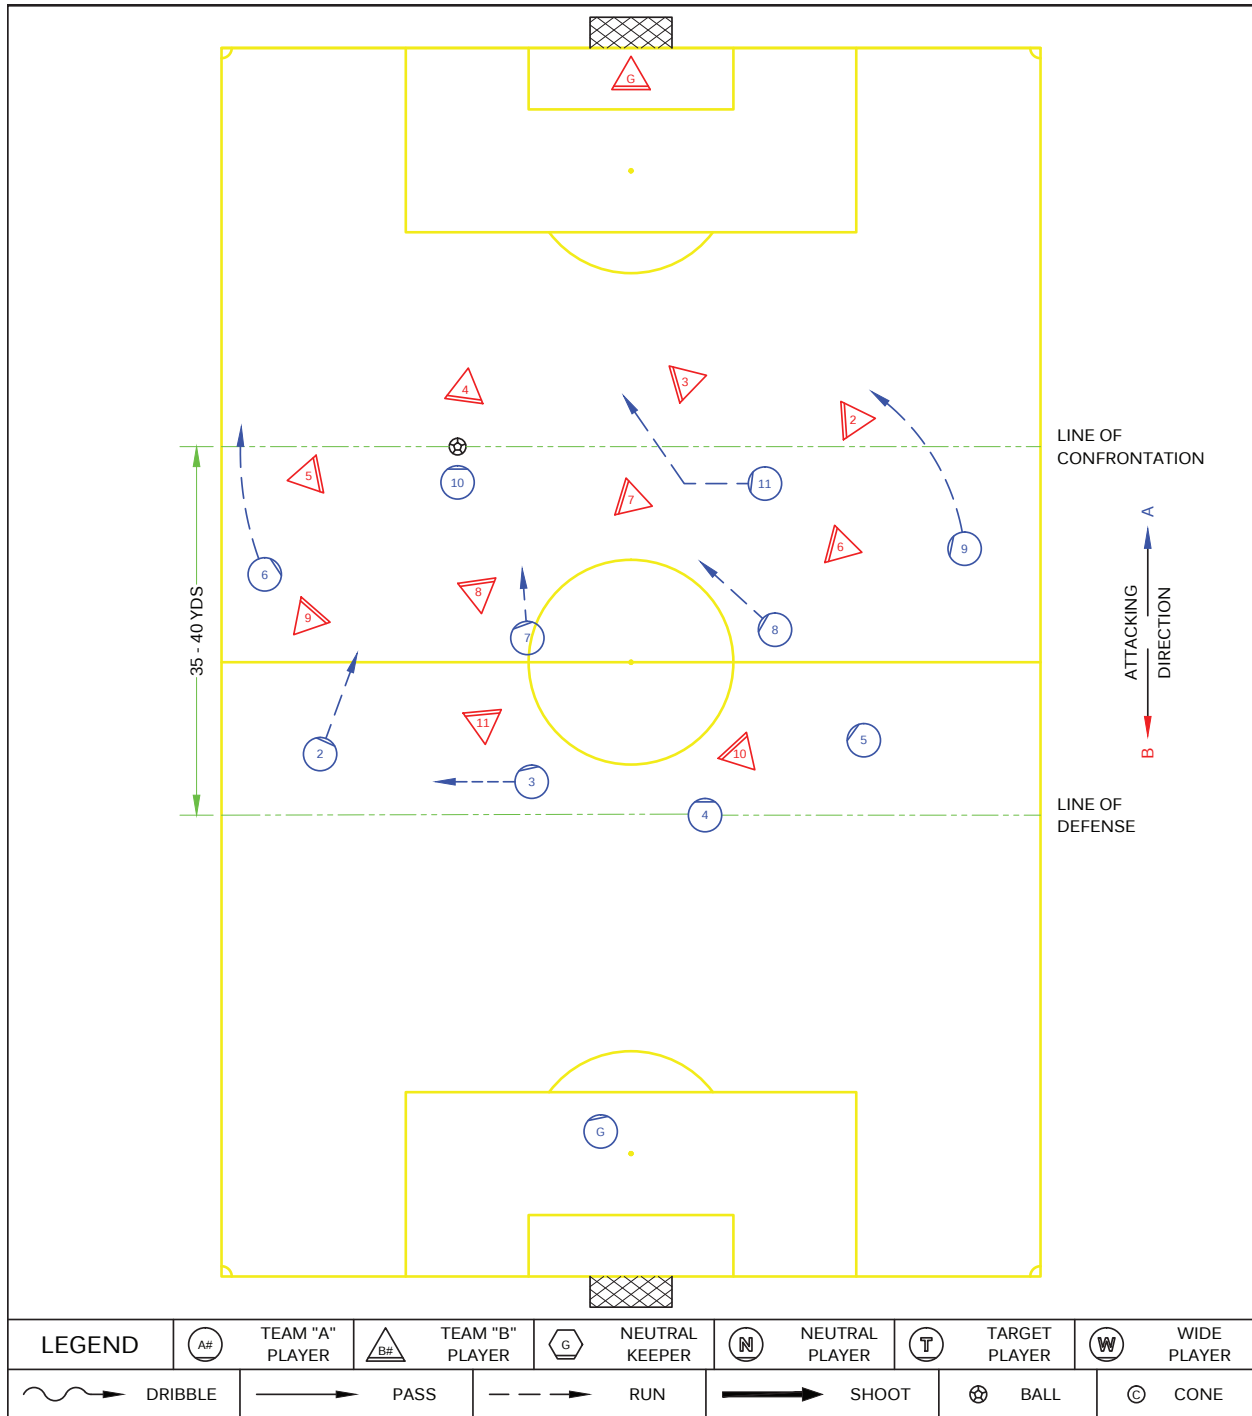 G
4
3
2
LINE OF
CONFRONTATION
5
10
7
11
A
6
9
6
8
9
7
8
35 - 40 YDS
ATTACKING
DIRECTION
11
10
5
2
3
B
4
LINE OF
DEFENSE
G
LEGEND
A#
TEAM "A"
PLAYER
B#
TEAM "B"
PLAYER
G
NEUTRAL
KEEPER
N
NEUTRAL
PLAYER
T
TARGET
PLAYER
W
WIDE
PLAYER
DRIBBLE
PASS
RUN
SHOOT
BALL
C
CONE